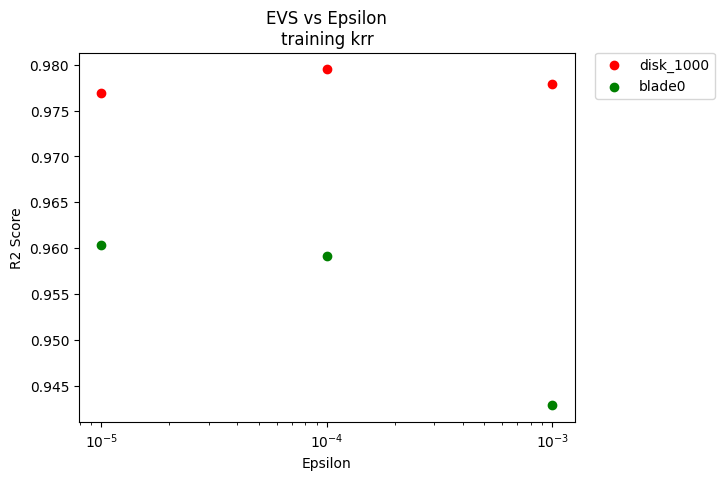 EVS vs Epsilon
training krr
disk_1000
blade0
R2 Score
0.980
0.975
0.970
0.965
0.960
0.955
0.950
0.945
10⁻⁵
10⁻⁴
10⁻³
Epsilon